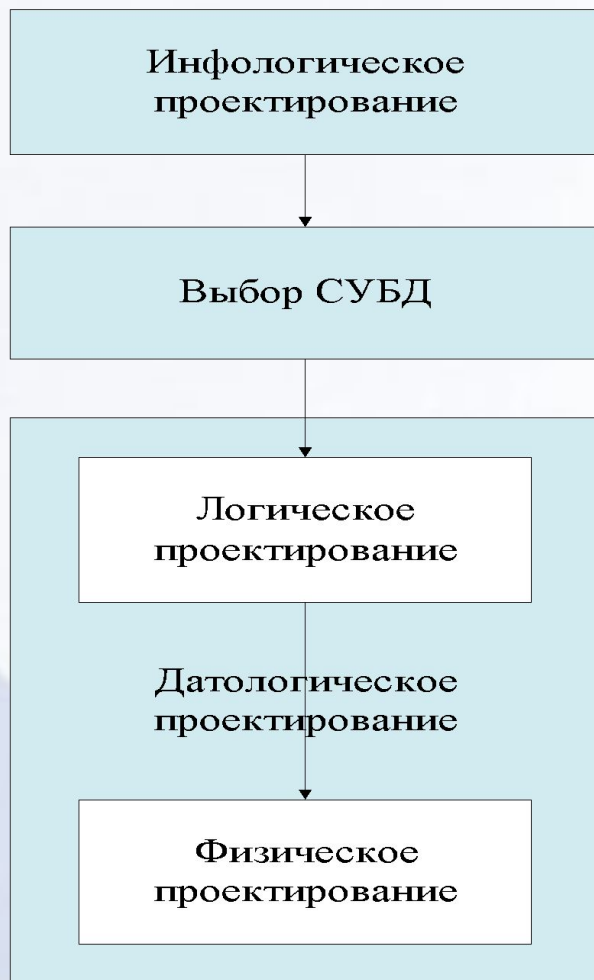 Инфологическое
проектирование
Выбор СУБД
Логическое
проектирование
Датологическое
проектирование
Физическое
проектирование